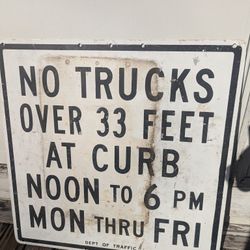 NO TRUCKS
OVER 33 FEET
AT CURB
NOON TO 6 PM
MON THRU FRI
DEPT OF TRAFFIC